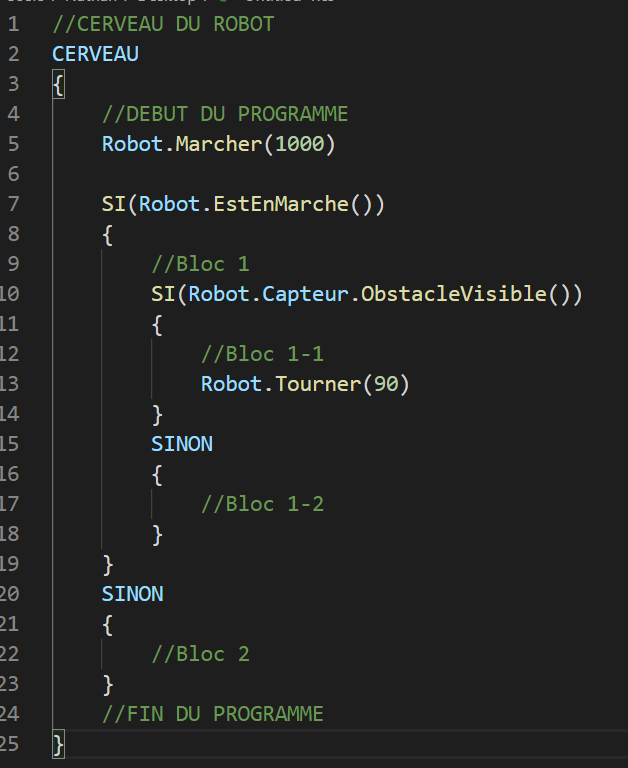 1 //CERVEAU DU ROBOT
2 CERVEAU
3 {
4 //DEBUT DU PROGRAMME
5 Robot.Marcher(1000)
6
7 SI(Robot.EstEnMarche())
8 {
9 //Bloc 1
10 SI(Robot.Capteur.ObstacleVisible())
11 {
12 //Bloc 1-1
13 Robot.Tourner(90)
14 }
15 SINON
16 {
17 //Bloc 1-2
18 }
19 }
20 SINON
21 {
22 //Bloc 2
23 }
24 //FIN DU PROGRAMME
25 }